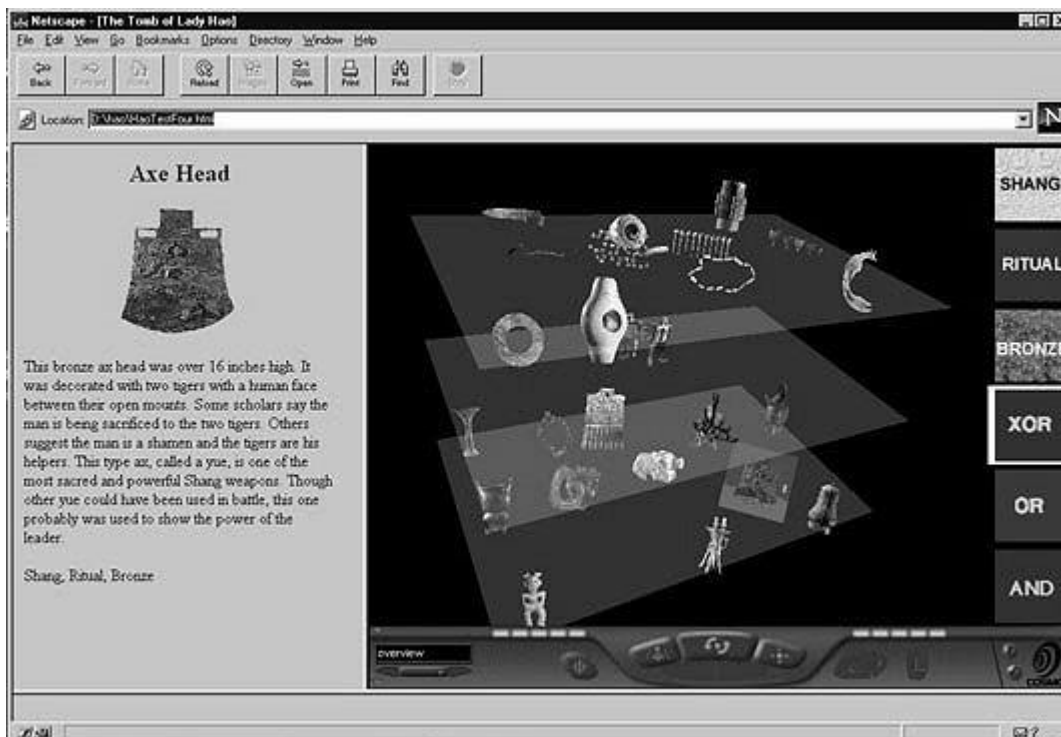 Netscape - [The Tomb of Lady Hao]
File Edit View Go Bookmarks Options Directory Window Help
Back Forward Home Reload Images Open Print Find Stop
Location: D:\hao\HaoTestFour.html
N
Axe Head
This bronze ax head was over 16 inches high. It
was decorated with two tigers with a human face
between their open mounts. Some scholars say the
man is being sacrificed to the two tigers. Others
suggest the man is a shamen and the tigers are his
helpers. This type ax, called a yue, is one of the
most sacred and powerful Shang weapons. Though
other yue could have been used in battle, this one
probably was used to show the power of the
leader.
Shang, Ritual, Bronze
SHANG
RITUAL
BRONZE
XOR
OR
AND
overview
COSMO